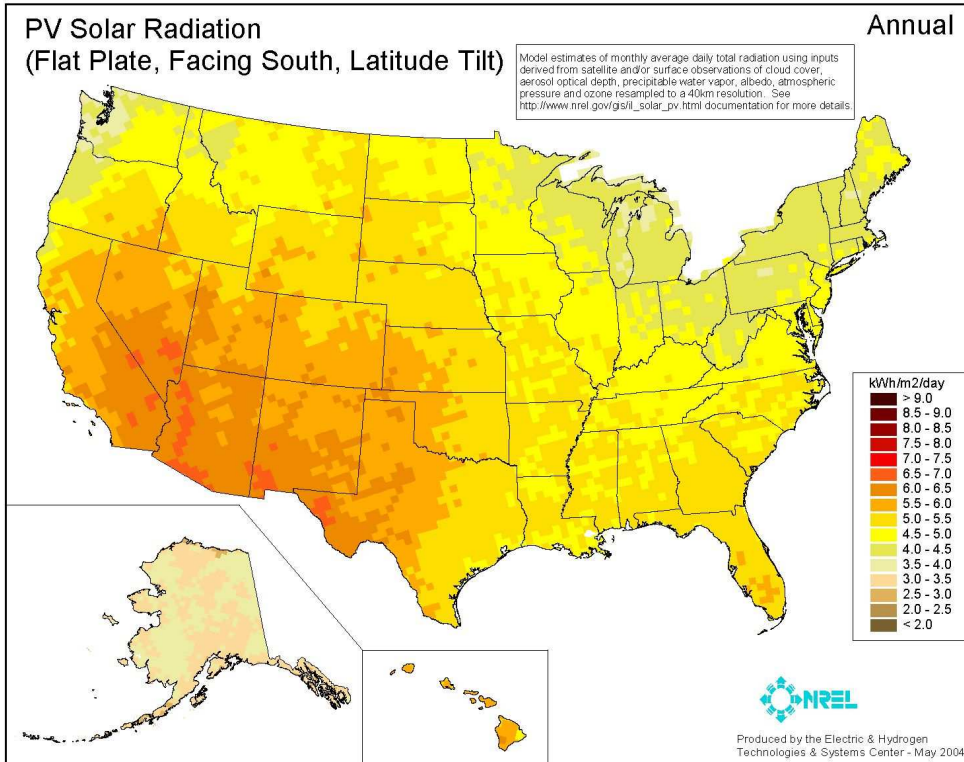 PV Solar Radiation
(Flat Plate, Facing South, Latitude Tilt)
Annual
Model estimates of monthly average daily total radiation using inputs
derived from satellite and/or surface observations of cloud cover,
aerosol optical depth, precipitable water vapor, albedo, atmospheric
pressure and ozone resampled to a 40km resolution. See
http://www.nrel.gov/gis/il_solar_pv.html documentation for more details.
kWh/m2/day
> 9.0
8.5 - 9.0
8.0 - 8.5
7.5 - 8.0
7.0 - 7.5
6.5 - 7.0
6.0 - 6.5
5.5 - 6.0
5.0 - 5.5
4.5 - 5.0
4.0 - 4.5
3.5 - 4.0
3.0 - 3.5
2.5 - 3.0
2.0 - 2.5
< 2.0
NREL
Produced by the Electric & Hydrogen
Technologies & Systems Center - May 2004